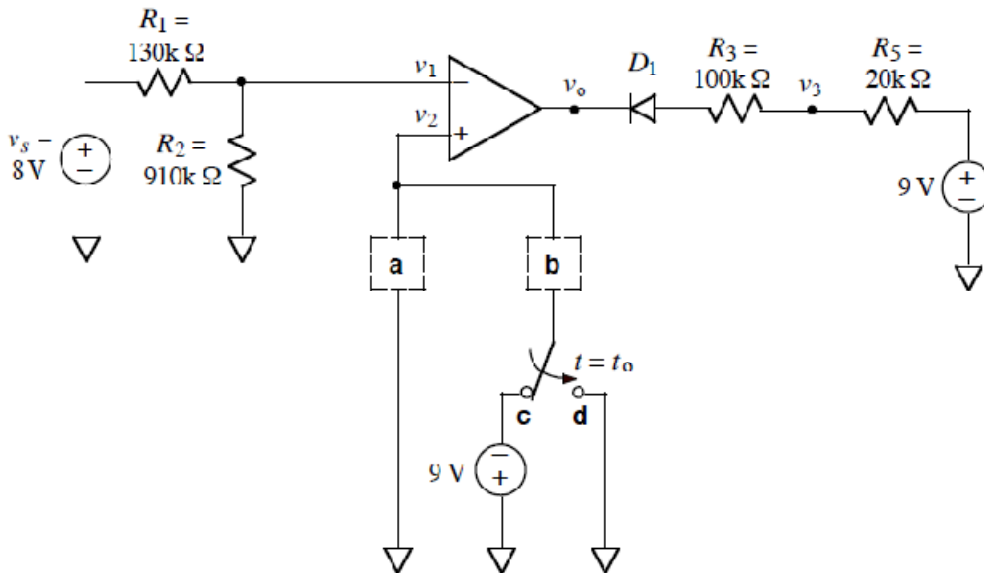 R1 =
130k Ω
R2 =
910k Ω
vs –
8 V
v1
v2
–
+
vo
D1
R3 =
100k Ω
v3
R5 =
20k Ω
9 V
+
–
a
b
t = to
c
d
9 V
–
+
+
–